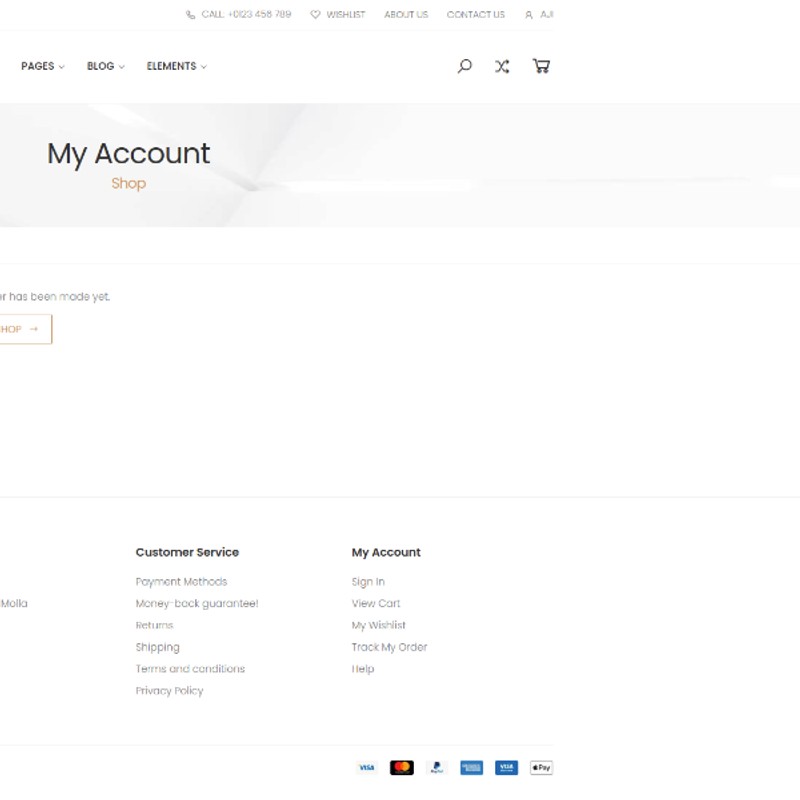 CALL: +0123 456 789 WISHLIST ABOUT US CONTACT US AJI
PAGES BLOG ELEMENTS
My Account
Shop
er has been made yet.
HOP →
Customer Service
Payment Methods
Money-back guarantee!
Returns
Shipping
Terms and conditions
Privacy Policy
Molla
My Account
Sign In
View Cart
My Wishlist
Track My Order
Help
VISA PayPal VISA Pay